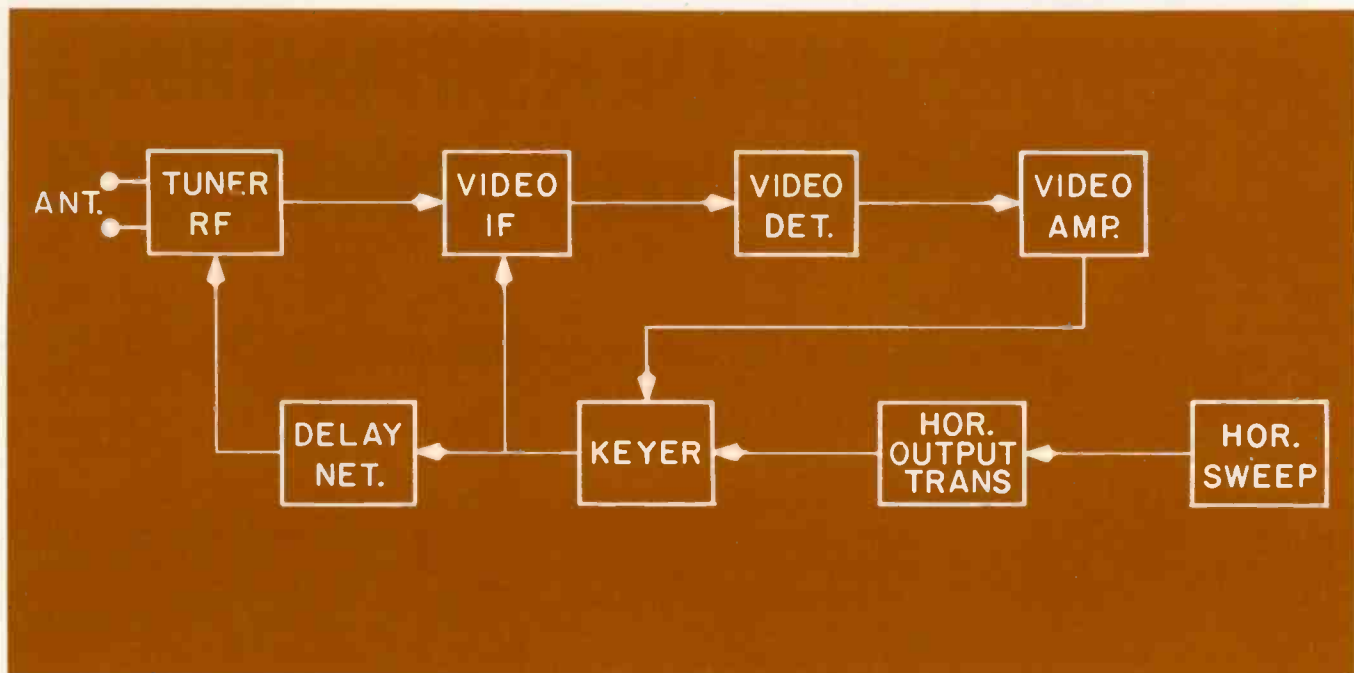 ANT.
TUNER
RF
VIDEO
IF
VIDEO
DET.
VIDEO
AMP.
DELAY
NET.
KEYER
HOR.
OUTPUT
TRANS
HOR.
SWEEP